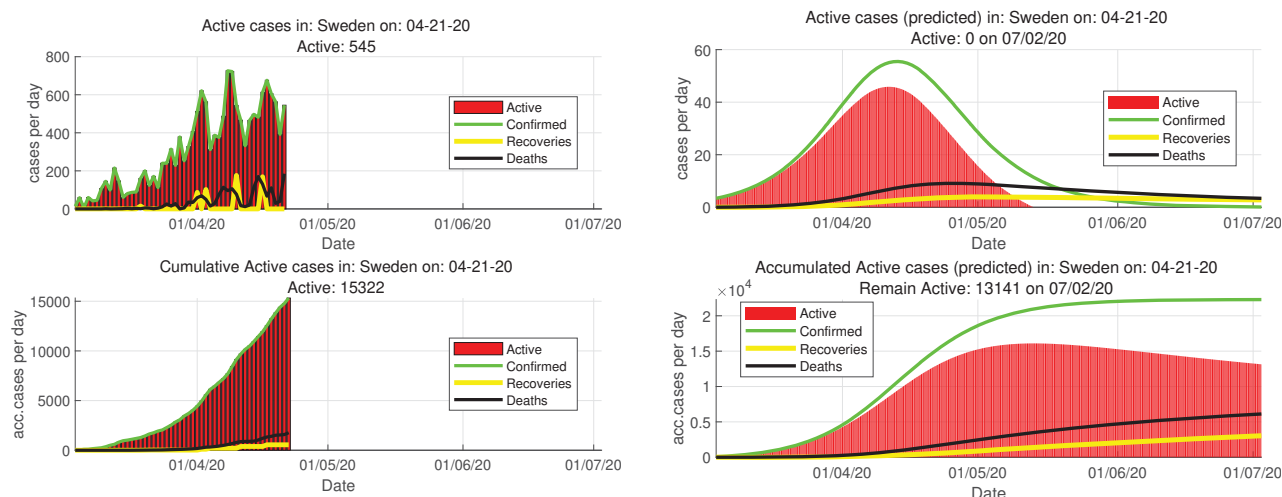 Active cases in: Sweden on: 04-21-20
Active: 545
800
600
400
200
0
cases per day
Active
Confirmed
Recoveries
Deaths
01/04/20
01/05/20
01/06/20
01/07/20
Date
Active cases (predicted) in: Sweden on: 04-21-20
Active: 0 on 07/02/20
60
40
20
0
cases per day
Active
Confirmed
Recoveries
Deaths
01/04/20
01/05/20
01/06/20
01/07/20
Date
Cumulative Active cases in: Sweden on: 04-21-20
Active: 15322
15000
10000
5000
0
acc.cases per day
Active
Confirmed
Recoveries
Deaths
01/04/20
01/05/20
01/06/20
01/07/20
Date
Accumulated Active cases (predicted) in: Sweden on: 04-21-20
Remain Active: 13141 on 07/02/20
×10⁴
2
1.5
1
0.5
0
acc.cases per day
Active
Confirmed
Recoveries
Deaths
01/04/20
01/05/20
01/06/20
01/07/20
Date